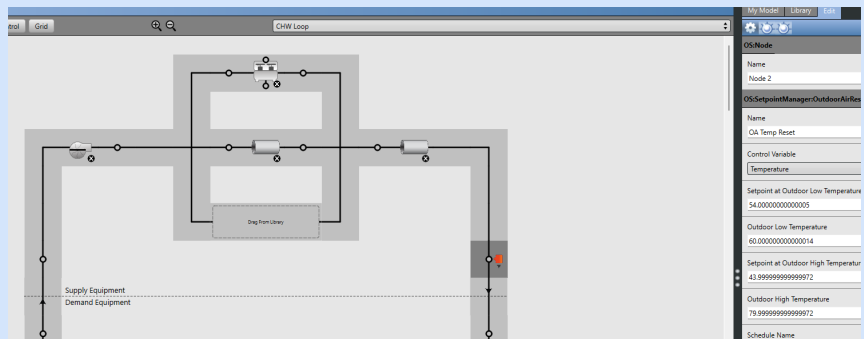 My Model Library Edit
Grid
CHW Loop
OS:Node
Name
Node 2
OS:SetpointManager:OutdoorAirRes
Name
OA Temp Reset
Control Variable
Temperature
Setpoint at Outdoor Low Temperature
54.00000000000005
Outdoor Low Temperature
60.000000000000014
Setpoint at Outdoor High Temperatur
43.999999999999972
Outdoor High Temperature
79.999999999999972
Schedule Name
Drag From Library
Supply Equipment
Demand Equipment